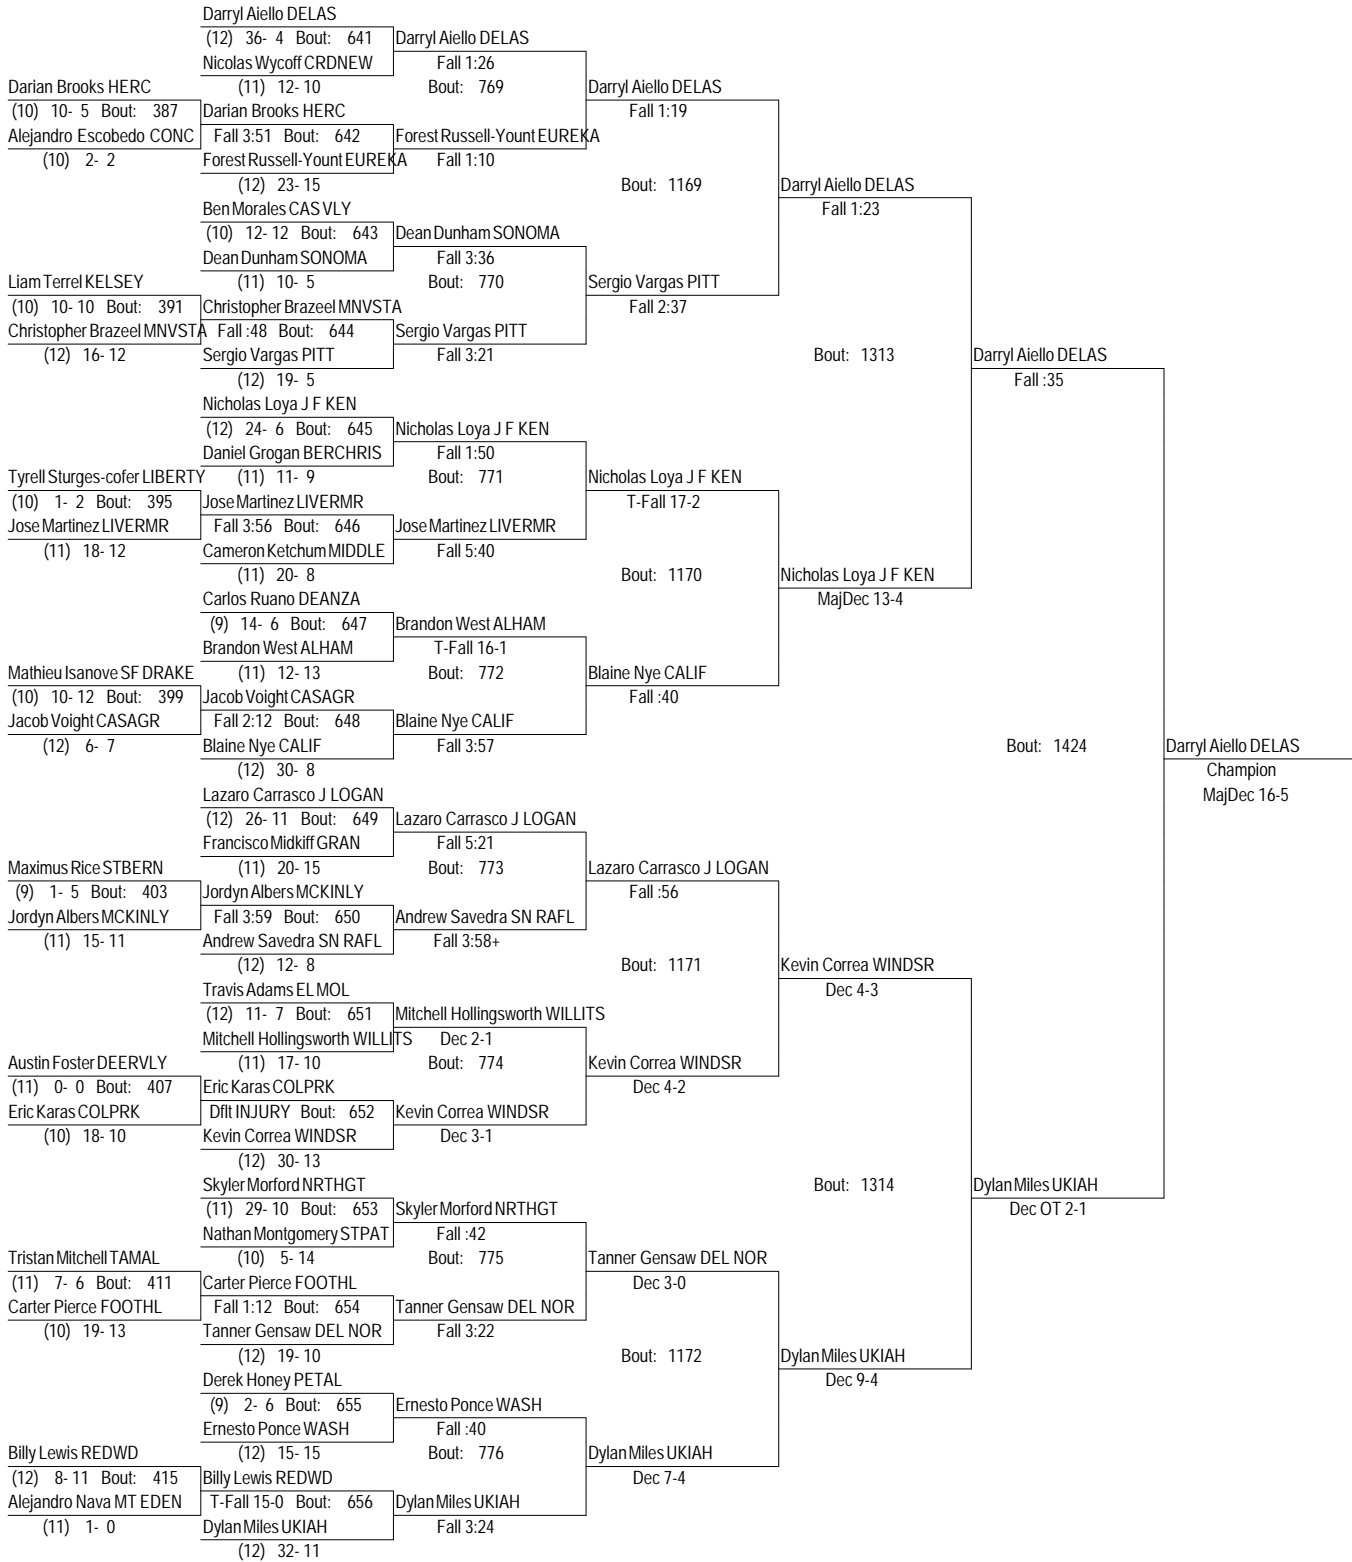 Darryl Aiello DELAS
(12) 36- 4 Bout: 641 Darryl Aiello DELAS
Nicolas Wycoff CRDNEW Fall 1:26
Darian Brooks HERC (11) 12- 10 Bout: 769 Darryl Aiello DELAS
(10) 10- 5 Bout: 387 Darian Brooks HERC Fall 1:19
Alejandro Escobedo CONC Fall 3:51 Bout: 642 Forest Russell-Yount EUREKA
(10) 2- 2 Forest Russell-Yount EUREKA Fall 1:10
(12) 23- 15 Bout: 1169 Darryl Aiello DELAS
Ben Morales CAS VLY Fall 1:23
(10) 12- 12 Bout: 643 Dean Dunham SONOMA
Dean Dunham SONOMA Fall 3:36
Liam Terrel KELSEY (11) 10- 5 Bout: 770 Sergio Vargas PITT
(10) 10- 10 Bout: 391 Christopher Brazeel MNVSTA Fall 2:37
Christopher Brazeel MNVSTA Fall :48 Bout: 644 Sergio Vargas PITT
(12) 16- 12 Sergio Vargas PITT Fall 3:21 Bout: 1313 Darryl Aiello DELAS
(12) 19- 5 Fall :35
Nicholas Loya J F KEN
(12) 24- 6 Bout: 645 Nicholas Loya J F KEN
Daniel Grogan BERCHRIS Fall 1:50
Tyrell Sturges-cofer LIBERTY (11) 11- 9 Bout: 771 Nicholas Loya J F KEN
(10) 1- 2 Bout: 395 Jose Martinez LIVERMR T-Fall 17-2
Jose Martinez LIVERMR Fall 3:56 Bout: 646 Jose Martinez LIVERMR
(11) 18- 12 Cameron Ketchum MIDDLE Fall 5:40
(11) 20- 8 Bout: 1170 Nicholas Loya J F KEN
Carlos Ruano DEANZA MajDec 13-4
(9) 14- 6 Bout: 647 Brandon West ALHAM
Brandon West ALHAM T-Fall 16-1
Mathieu Isanove SF DRAKE (11) 12- 13 Bout: 772 Blaine Nye CALIF
(10) 10- 12 Bout: 399 Jacob Voight CASAGR Fall :40
Jacob Voight CASAGR Fall 2:12 Bout: 648 Blaine Nye CALIF
(12) 6- 7 Blaine Nye CALIF Fall 3:57 Bout: 1424 Darryl Aiello DELAS
(12) 30- 8 Champion
Lazaro Carrasco J LOGAN MajDec 16-5
(12) 26- 11 Bout: 649 Lazaro Carrasco J LOGAN
Francisco Midkiff GRAN Fall 5:21
Maximus Rice STBERN (11) 20- 15 Bout: 773 Lazaro Carrasco J LOGAN
(9) 1- 5 Bout: 403 Jordyn Albers MCKINLY Fall :56
Jordyn Albers MCKINLY Fall 3:59 Bout: 650 Andrew Savedra SN RAFL
(11) 15- 11 Andrew Savedra SN RAFL Fall 3:58+
(12) 12- 8 Bout: 1171 Kevin Correa WINDSR
Travis Adams EL MOL Dec 4-3
(12) 11- 7 Bout: 651 Mitchell Hollingsworth WILLITS
Mitchell Hollingsworth WILLITS Dec 2-1
Austin Foster DEERVLY (11) 17- 10 Bout: 774 Kevin Correa WINDSR
(11) 0- 0 Bout: 407 Eric Karas COLPRK Dec 4-2
Eric Karas COLPRK Dflt INJURY Bout: 652 Kevin Correa WINDSR
(10) 18- 10 Kevin Correa WINDSR Dec 3-1
(12) 30- 13
Skyler Morford NRTHGT Bout: 1314 Dylan Miles UKIAH
(11) 29- 10 Bout: 653 Skyler Morford NRTHGT Dec OT 2-1
Nathan Montgomery STPAT Fall :42
Tristan Mitchell TAMAL (10) 5- 14 Bout: 775 Tanner Gensaw DEL NOR
(11) 7- 6 Bout: 411 Carter Pierce FOOTHL Dec 3-0
Carter Pierce FOOTHL Fall 1:12 Bout: 654 Tanner Gensaw DEL NOR
(10) 19- 13 Tanner Gensaw DEL NOR Fall 3:22
(12) 19- 10 Bout: 1172 Dylan Miles UKIAH
Derek Honey PETAL Dec 9-4
(9) 2- 6 Bout: 655 Ernesto Ponce WASH
Ernesto Ponce WASH Fall :40
Billy Lewis REDWD (12) 15- 15 Bout: 776 Dylan Miles UKIAH
(12) 8- 11 Bout: 415 Billy Lewis REDWD Dec 7-4
Alejandro Nava MT EDEN T-Fall 15-0 Bout: 656 Dylan Miles UKIAH
(11) 1- 0 Dylan Miles UKIAH Fall 3:24
(12) 32- 11